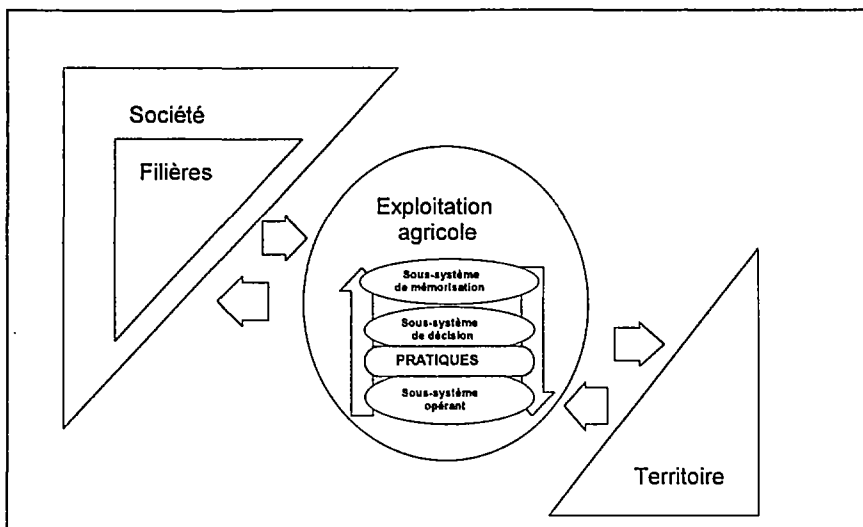 Société
Filières
Exploitation
agricole
Sous-système
de mémorisation
Sous-système
de décision
PRATIQUES
Sous-système
opérant
Territoire